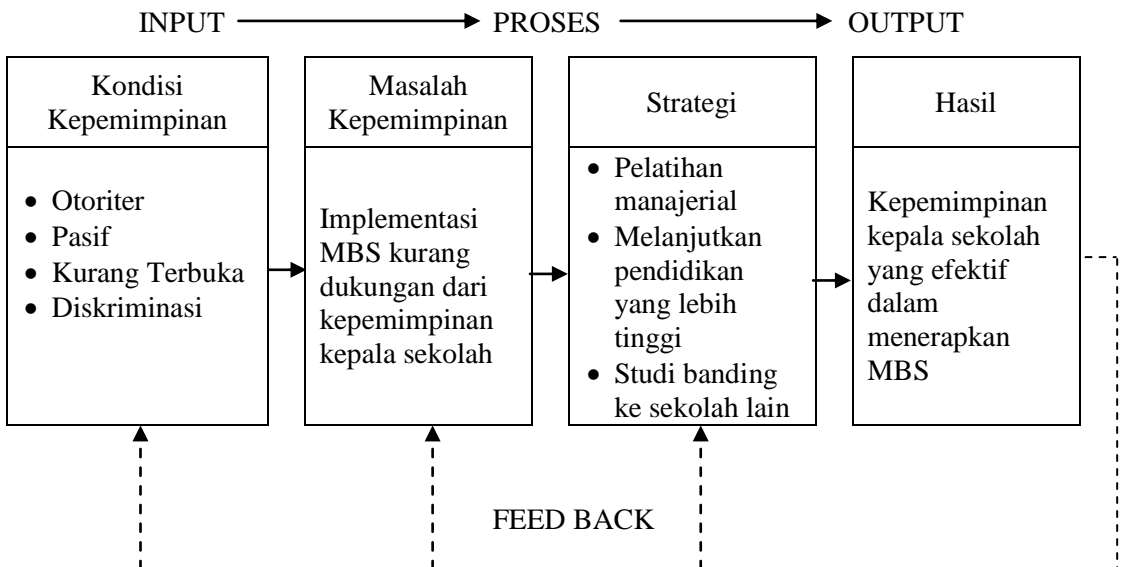 INPUT PROSES OUTPUT
Kondisi
Kepemimpinan
• Otoriter
• Pasif
• Kurang Terbuka
• Diskriminasi
Masalah
Kepemimpinan
Implementasi
MBS kurang
dukungan dari
kepemimpinan
kepala sekolah
Strategi
• Pelatihan
manajerial
• Melanjutkan
pendidikan
yang lebih
tinggi
• Studi banding
ke sekolah lain
Hasil
Kepemimpinan
kepala sekolah
yang efektif
dalam
menerapkan
MBS
FEED BACK